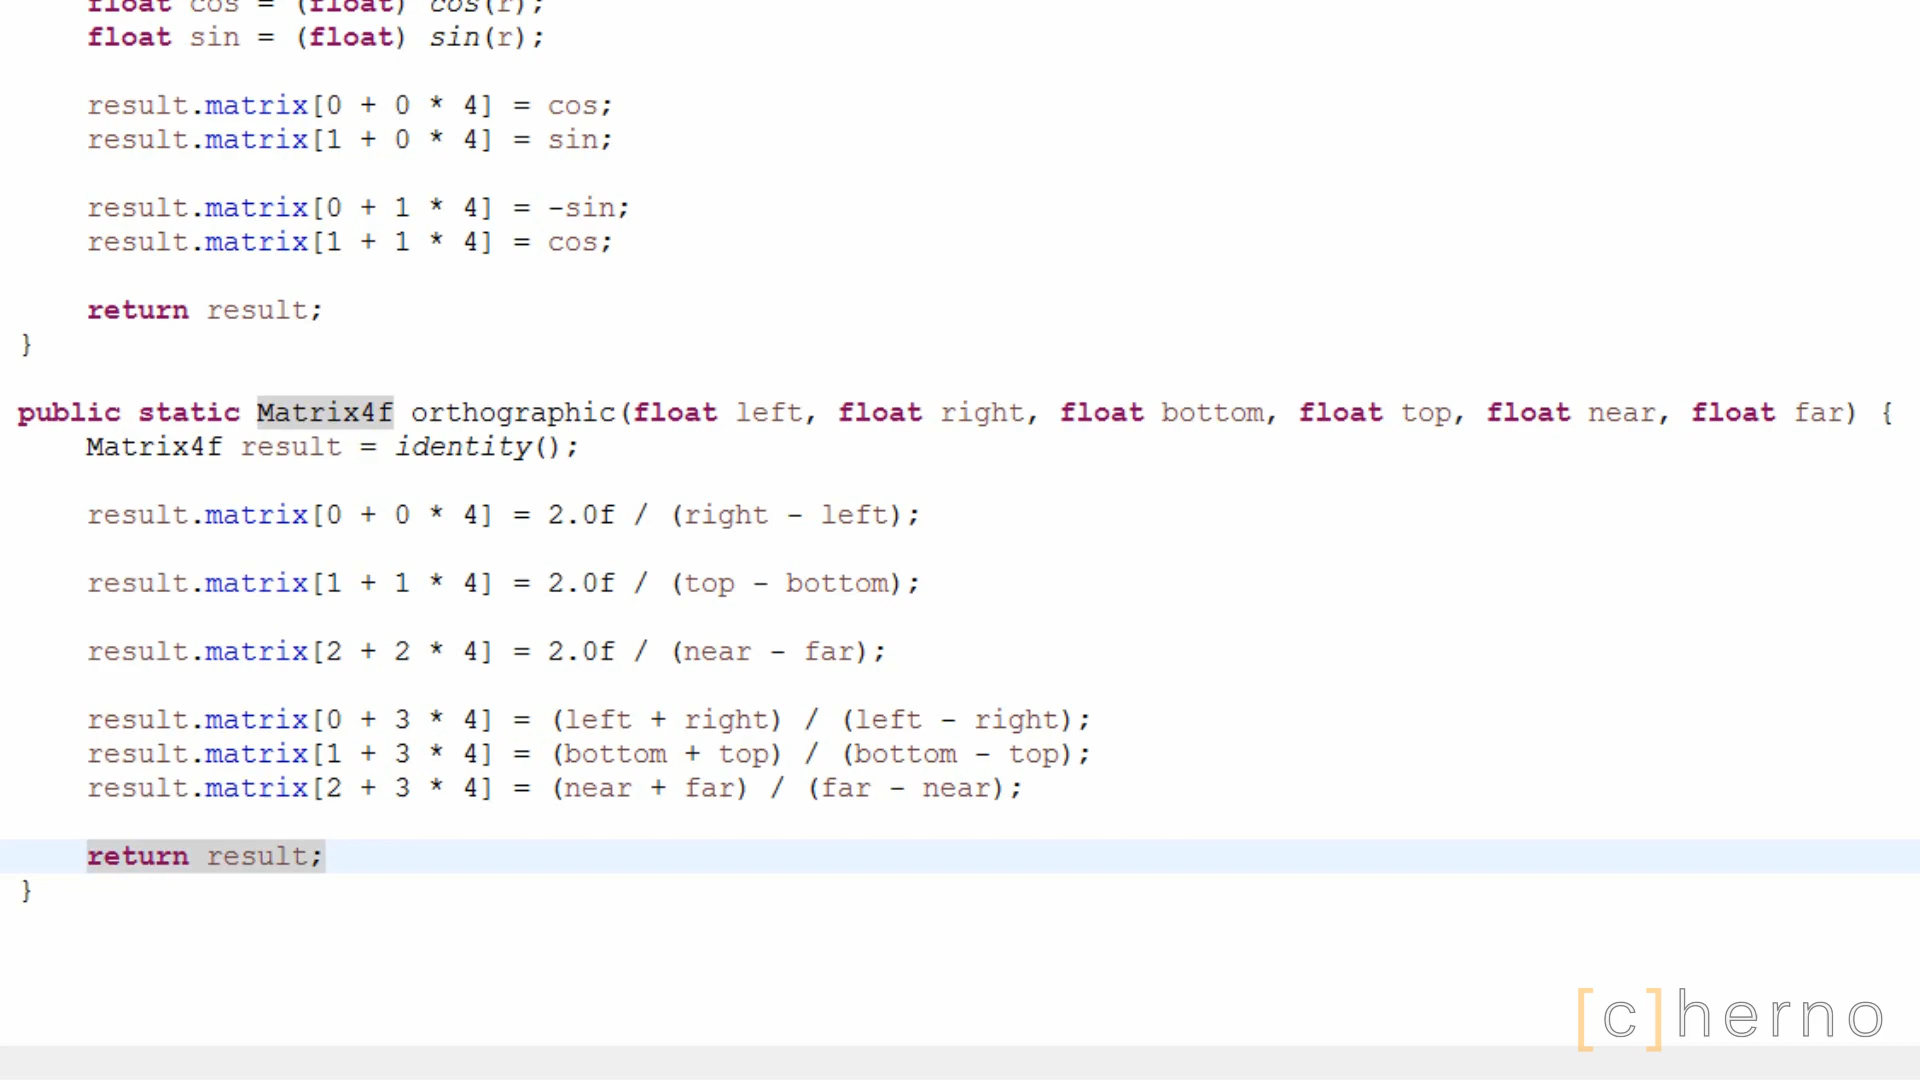 float cos = (float) cos(r);
float sin = (float) sin(r);
result.matrix[0 + 0 * 4] = cos;
result.matrix[1 + 0 * 4] = sin;
result.matrix[0 + 1 * 4] = -sin;
result.matrix[1 + 1 * 4] = cos;
return result;
}
public static Matrix4f orthographic(float left, float right, float bottom, float top, float near, float far) {
Matrix4f result = identity();
result.matrix[0 + 0 * 4] = 2.0f / (right - left);
result.matrix[1 + 1 * 4] = 2.0f / (top - bottom);
result.matrix[2 + 2 * 4] = 2.0f / (near - far);
result.matrix[0 + 3 * 4] = (left + right) / (left - right);
result.matrix[1 + 3 * 4] = (bottom + top) / (bottom - top);
result.matrix[2 + 3 * 4] = (near + far) / (far - near);
return result;
}
[c]herno